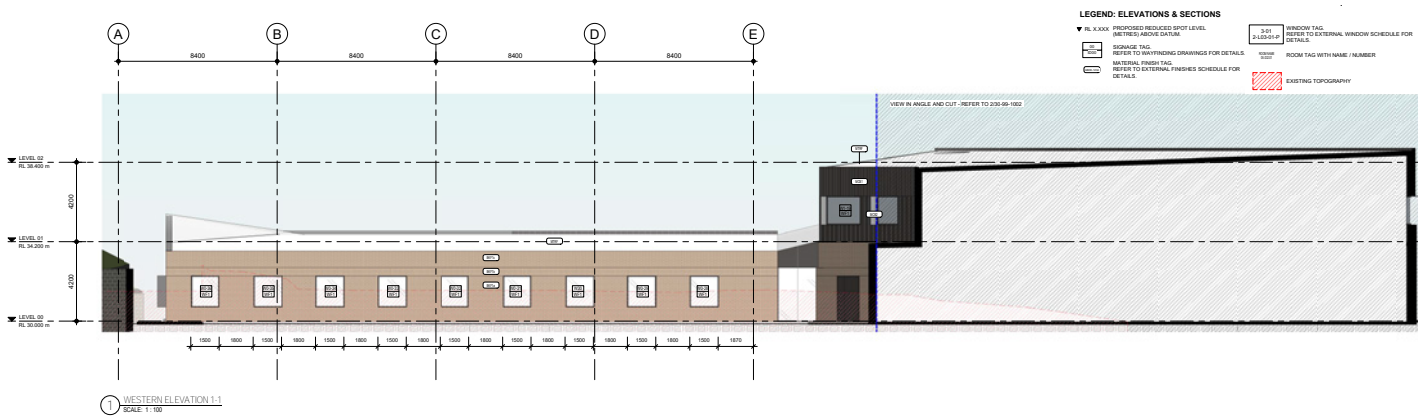 LEGEND: ELEVATIONS & SECTIONS
RL X.XXX PROPOSED REDUCED SPOT LEVEL
(METRES) ABOVE DATUM.
SIGNAGE TAG.
REFER TO WAYFINDING DRAWINGS FOR DETAILS.
MATERIAL FINISH TAG.
REFER TO EXTERNAL FINISHES SCHEDULE FOR
DETAILS.
3-01
2-L03-01-P
WINDOW TAG.
REFER TO EXTERNAL WINDOW SCHEDULE FOR
DETAILS.
ROOM TAG WITH NAME / NUMBER
EXISTING TOPOGRAPHY
A B C D E
8400 8400 8400 8400
VIEW IN ANGLE AND CUT - REFER TO 2/30-99-1002
LEVEL 02
RL 38.400 m
4200
LEVEL 01
RL 34.200 m
4200
LEVEL 00
RL 30.000 m
1500 1800 1500 1800 1500 1800 1500 1800 1500 1800 1500 1800 1500 1800 1500 1800 1500 1870
1 WESTERN ELEVATION 1-1
SCALE: 1 : 100